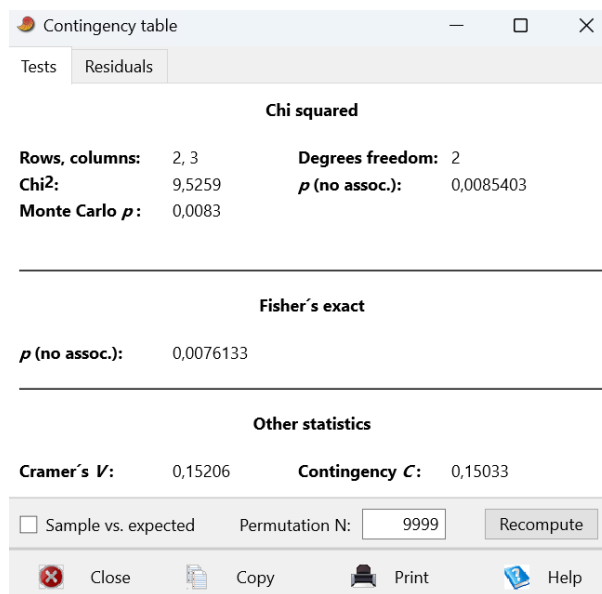 Contingency table
Tests Residuals
Chi squared
Rows, columns: 2, 3 Degrees freedom: 2
Chi2: 9,5259 p (no assoc.): 0,0085403
Monte Carlo p : 0,0083
Fisher´s exact
p (no assoc.): 0,0076133
Other statistics
Cramer´s V : 0,15206 Contingency C : 0,15033
Sample vs. expected Permutation N: 9999 Recompute
Close Copy Print Help